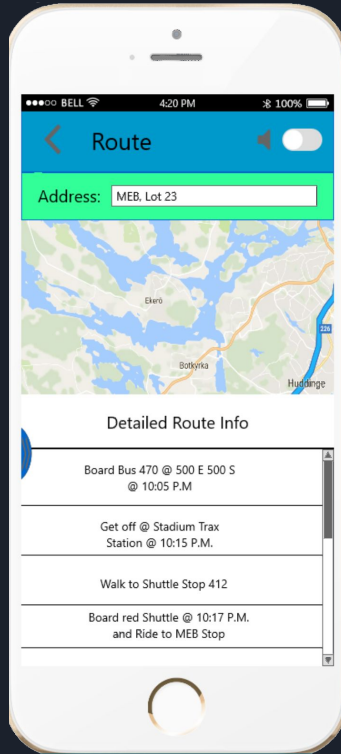 BELL 4:20 PM 100%
Route
Address: MEB, Lot 23
Ekerö
226
Botkyrka
Huddinge
Detailed Route Info
Board Bus 470 @ 500 E 500 S
@ 10:05 P.M
Get off @ Stadium Trax
Station @ 10:15 P.M.
Walk to Shuttle Stop 412
Board red Shuttle @ 10:17 P.M.
and Ride to MEB Stop